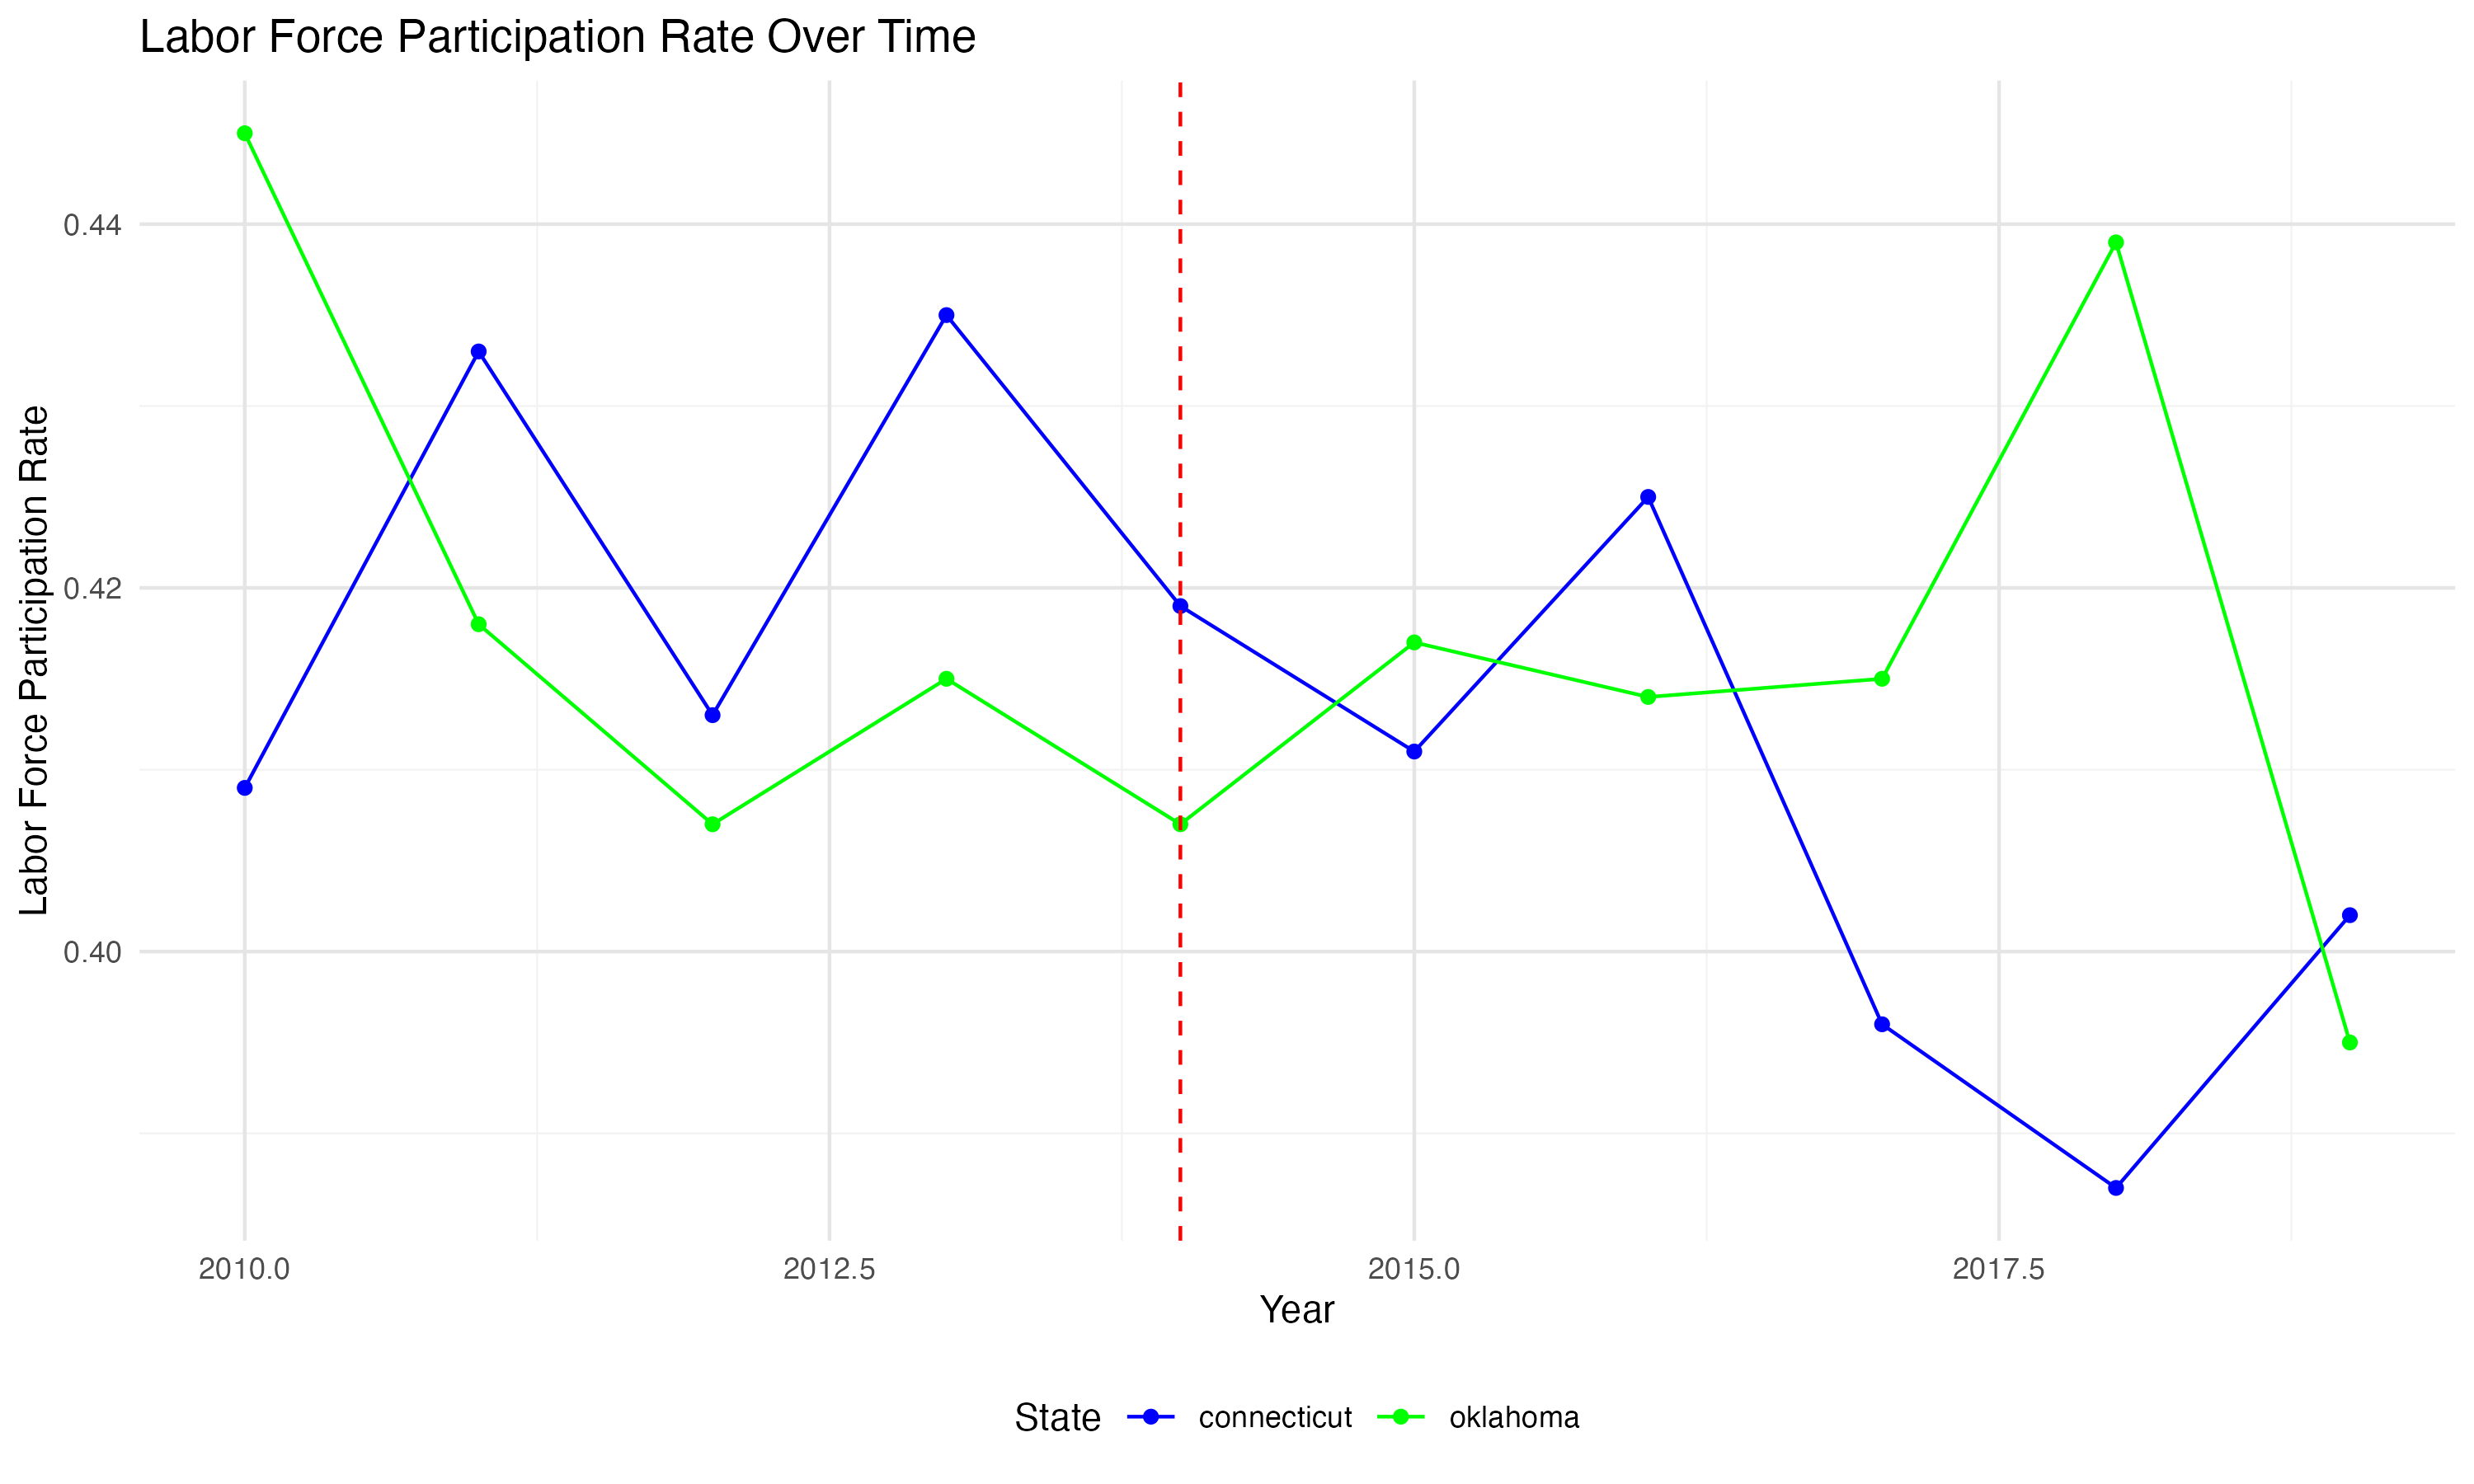 Labor Force Participation Rate Over Time
Labor Force Participation Rate
0.44
0.42
0.40
2010.0 2012.5 2015.0 2017.5
Year
State connecticut oklahoma